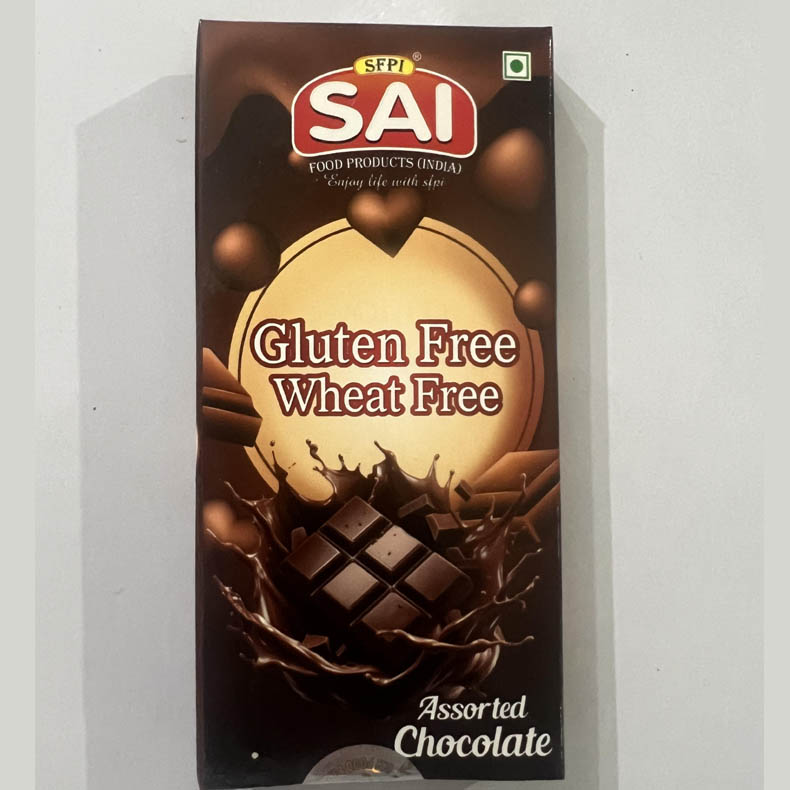 SFPI ®
SAI
FOOD PRODUCTS (INDIA)
Enjoy life with sfpi
Gluten Free
Wheat Free
Assorted
Chocolate